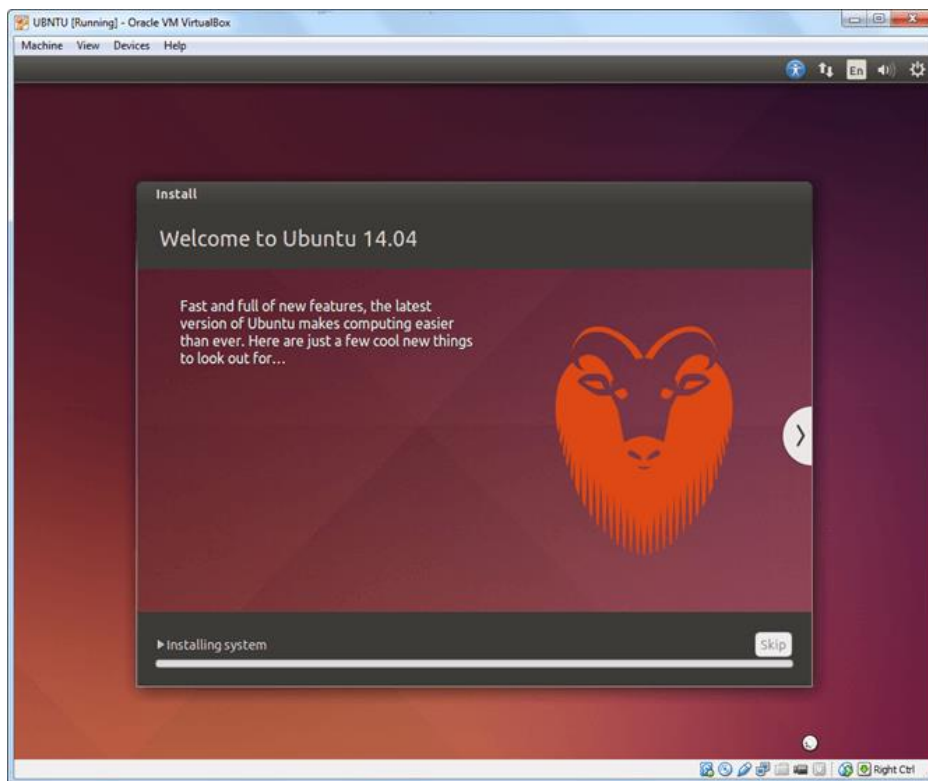 UBNTU [Running] - Oracle VM VirtualBox
Machine View Devices Help
En
Install
Welcome to Ubuntu 14.04
Fast and full of new features, the latest
version of Ubuntu makes computing easier
than ever. Here are just a few cool new things
to look out for...
Installing system
Skip
Right Ctrl